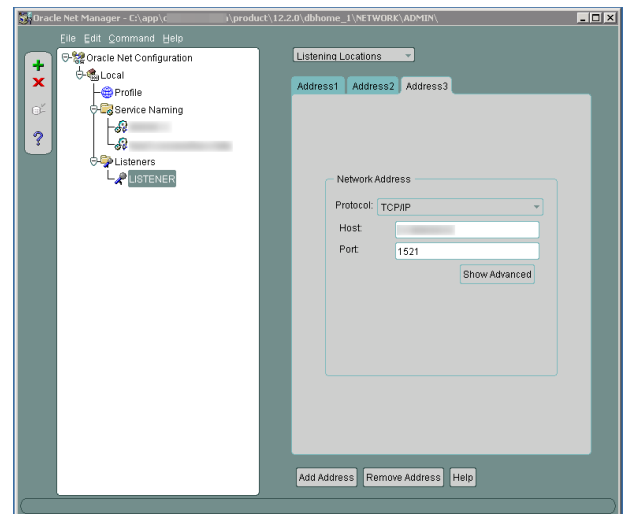 Oracle Net Manager - C:\app\ \product\12.2.0\dbhome_1\NETWORK\ADMIN\
File Edit Command Help
Oracle Net Configuration
Local
Profile
Service Naming
Listeners
LISTENER
Listening Locations
Address1 Address2 Address3
Network Address
Protocol: TCP/IP
Host:
Port: 1521
Show Advanced
Add Address Remove Address Help